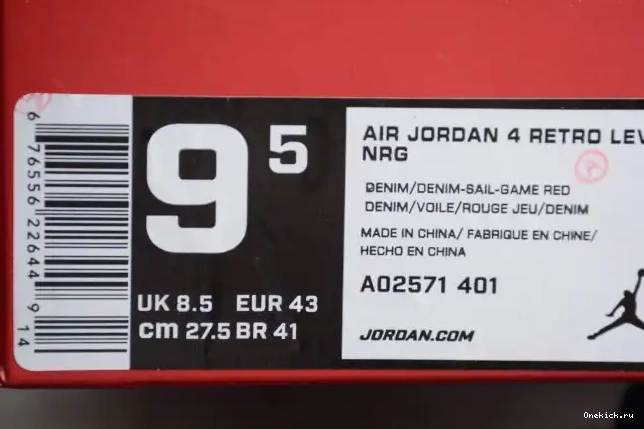 9 5
UK 8.5 EUR 43
cm 27.5 BR 41
6 76556 22644 9 14
AIR JORDAN 4 RETRO LEV
NRG
DENIM/DENIM-SAIL-GAME RED
DENIM/VOILE/ROUGE JEU/DENIM
MADE IN CHINA/ FABRIQUE EN CHINE/
HECHO EN CHINA
AO2571 401
JORDAN.COM
Onekick.ru